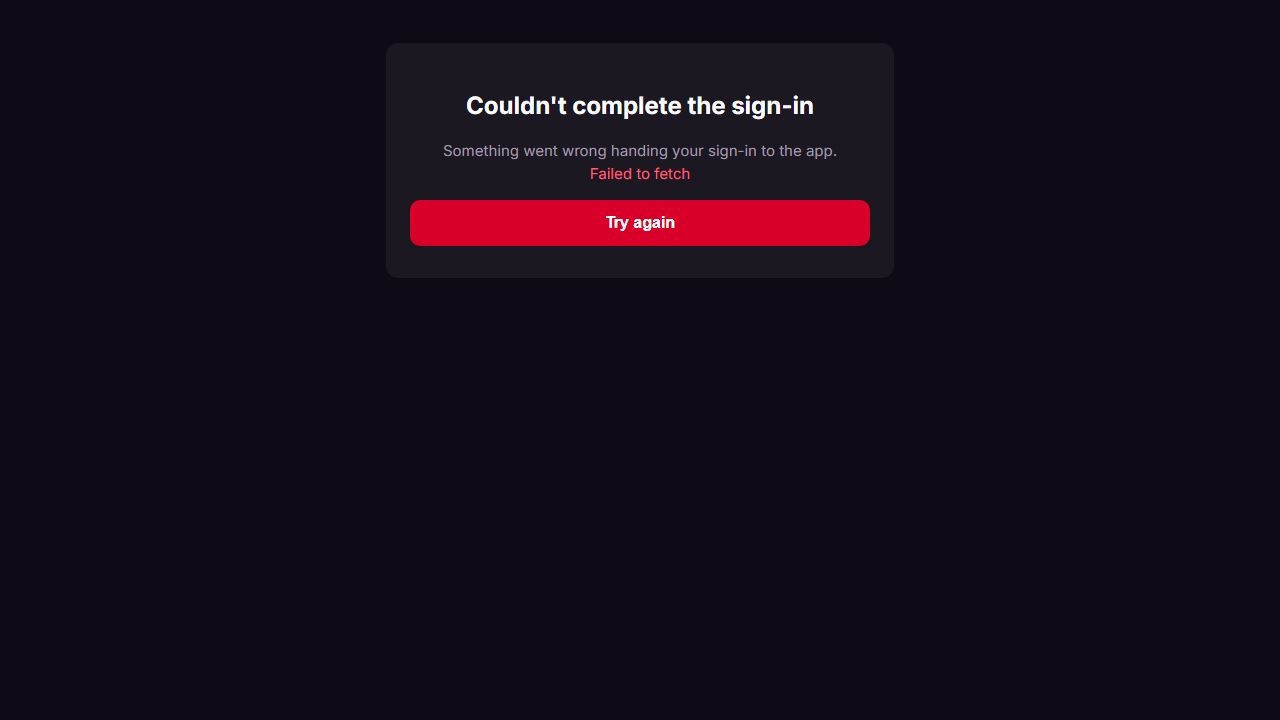 Couldn't complete the sign-in
Something went wrong handing your sign-in to the app.
Failed to fetch
Try again